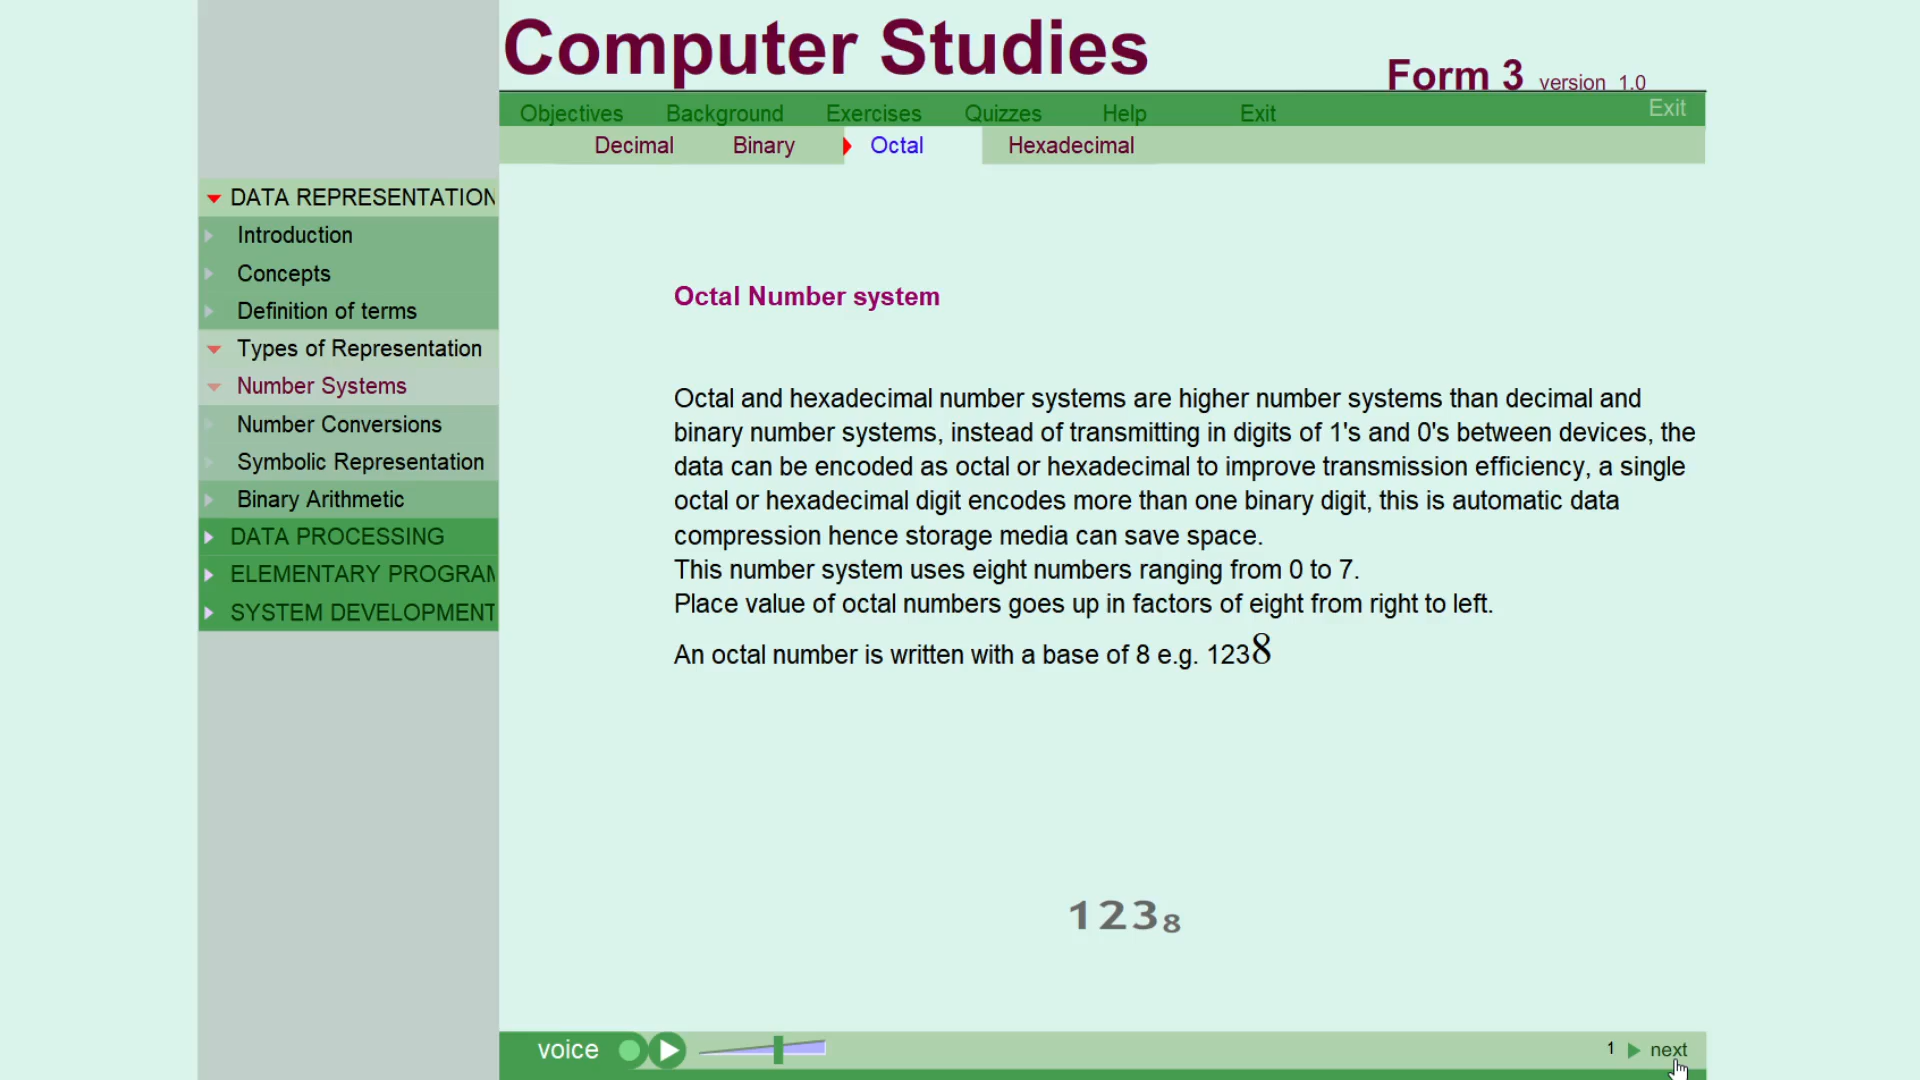 Computer Studies
Form 3 version 1.0
Objectives Background Exercises Quizzes Help Exit Exit
Decimal Binary Octal Hexadecimal
DATA REPRESENTATION
Introduction
Concepts
Definition of terms
Types of Representation
Number Systems
Number Conversions
Symbolic Representation
Binary Arithmetic
DATA PROCESSING
ELEMENTARY PROGRAM
SYSTEM DEVELOPMENT
Octal Number system
Octal and hexadecimal number systems are higher number systems than decimal and
binary number systems, instead of transmitting in digits of 1's and 0's between devices, the
data can be encoded as octal or hexadecimal to improve transmission efficiency, a single
octal or hexadecimal digit encodes more than one binary digit, this is automatic data
compression hence storage media can save space.
This number system uses eight numbers ranging from 0 to 7.
Place value of octal numbers goes up in factors of eight from right to left.
An octal number is written with a base of 8 e.g. 1238
123₈
voice
1 next